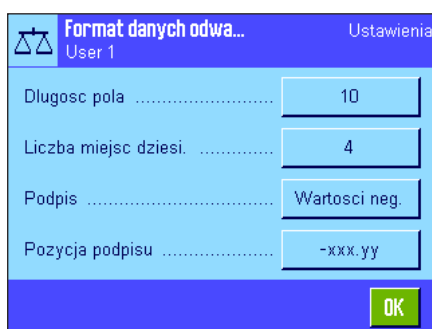 Format danych odwa...
Ustawienia
User 1
Dlugosc pola ......................... 10
Liczba miejsc dziesi. ............. 4
Podpis .................................. Wartosci neg.
Pozycja podpisu .................... -xxx.yy
OK